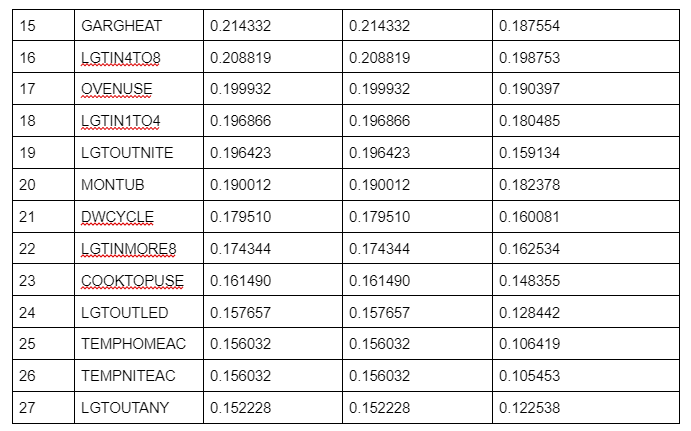 15 GARGHEAT 0.214332 0.214332 0.187554
16 LGTIN4TO8 0.208819 0.208819 0.198753
17 OVENUSE 0.199932 0.199932 0.190397
18 LGTIN1TO4 0.196866 0.196866 0.180485
19 LGTOUTNITE 0.196423 0.196423 0.159134
20 MONTUB 0.190012 0.190012 0.182378
21 DWCYCLE 0.179510 0.179510 0.160081
22 LGTINMORE8 0.174344 0.174344 0.162534
23 COOKTOPUSE 0.161490 0.161490 0.148355
24 LGTOUTLED 0.157657 0.157657 0.128442
25 TEMPHOMEAC 0.156032 0.156032 0.106419
26 TEMPNITEAC 0.156032 0.156032 0.105453
27 LGTOUTANY 0.152228 0.152228 0.122538